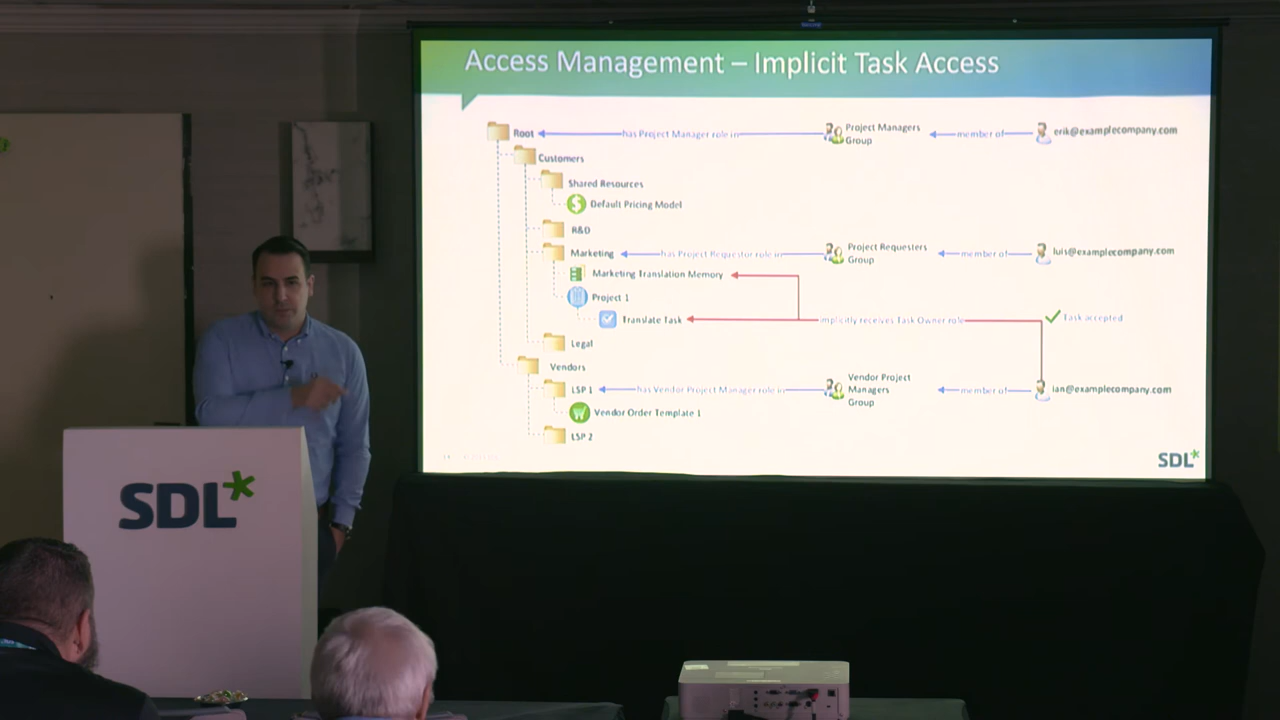 Access Management – Implicit Task Access
Root
has Project Manager role in
Project Managers
Group
member of
erik@examplecompany.com
Customers
Shared Resources
Default Pricing Model
R&D
Marketing
has Project Requestor role in
Project Requesters
Group
member of
luis@examplecompany.com
Marketing Translation Memory
Project 1
Translate Task
implicitly receives Task Owner role
Task accepted
Legal
Vendors
LSP 1
has Vendor Project Manager role in
Vendor Project
Managers
Group
member of
ian@examplecompany.com
Vendor Order Template 1
LSP 2
SDL*
SDL*